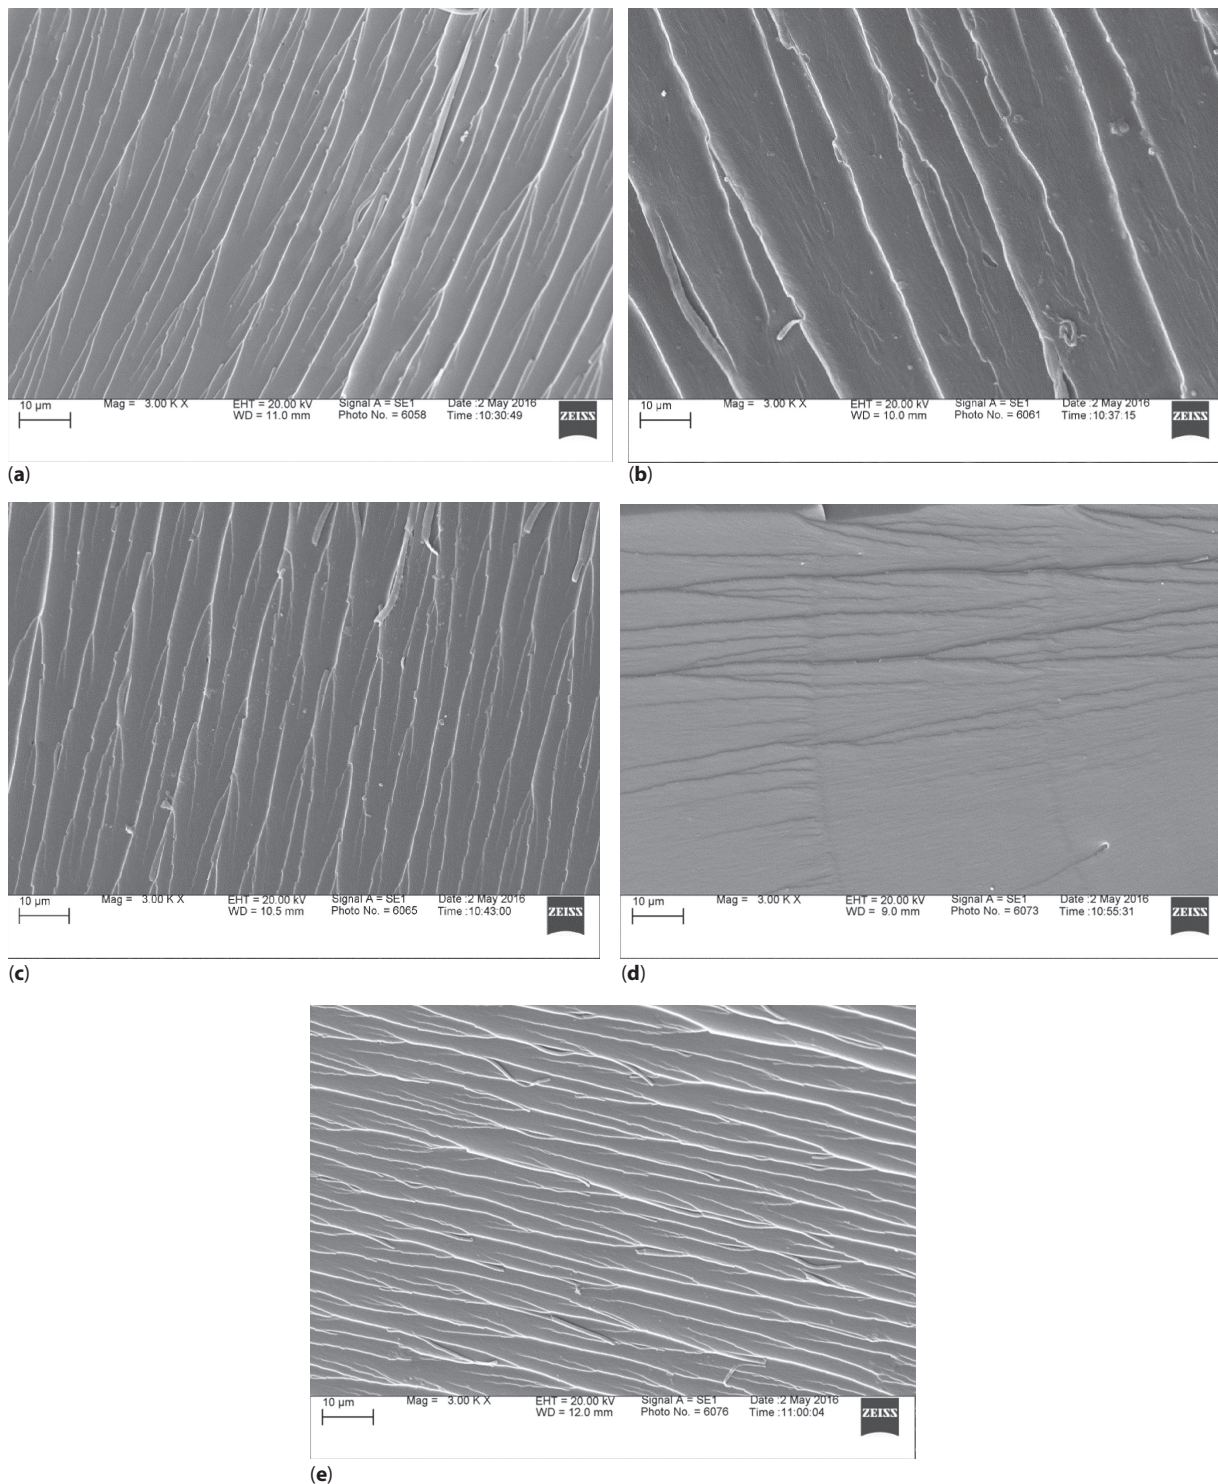 10 µm Mag = 3.00 K X EHT = 20.00 kV Signal A = SE1 Date :2 May 2016
WD = 11.0 mm Photo No. = 6058 Time :10:30:49
ZEISS
(a)
10 µm Mag = 3.00 K X EHT = 20.00 kV Signal A = SE1 Date :2 May 2016
WD = 10.0 mm Photo No. = 6061 Time :10:37:15
ZEISS
(b)
10 µm Mag = 3.00 K X EHT = 20.00 kV Signal A = SE1 Date :2 May 2016
WD = 10.5 mm Photo No. = 6065 Time :10:43:00
ZEISS
(c)
10 µm Mag = 3.00 K X EHT = 20.00 kV Signal A = SE1 Date :2 May 2016
WD = 9.0 mm Photo No. = 6073 Time :10:55:31
ZEISS
(d)
10 µm Mag = 3.00 K X EHT = 20.00 kV Signal A = SE1 Date :2 May 2016
WD = 12.0 mm Photo No. = 6076 Time :11:00:04
ZEISS
(e)